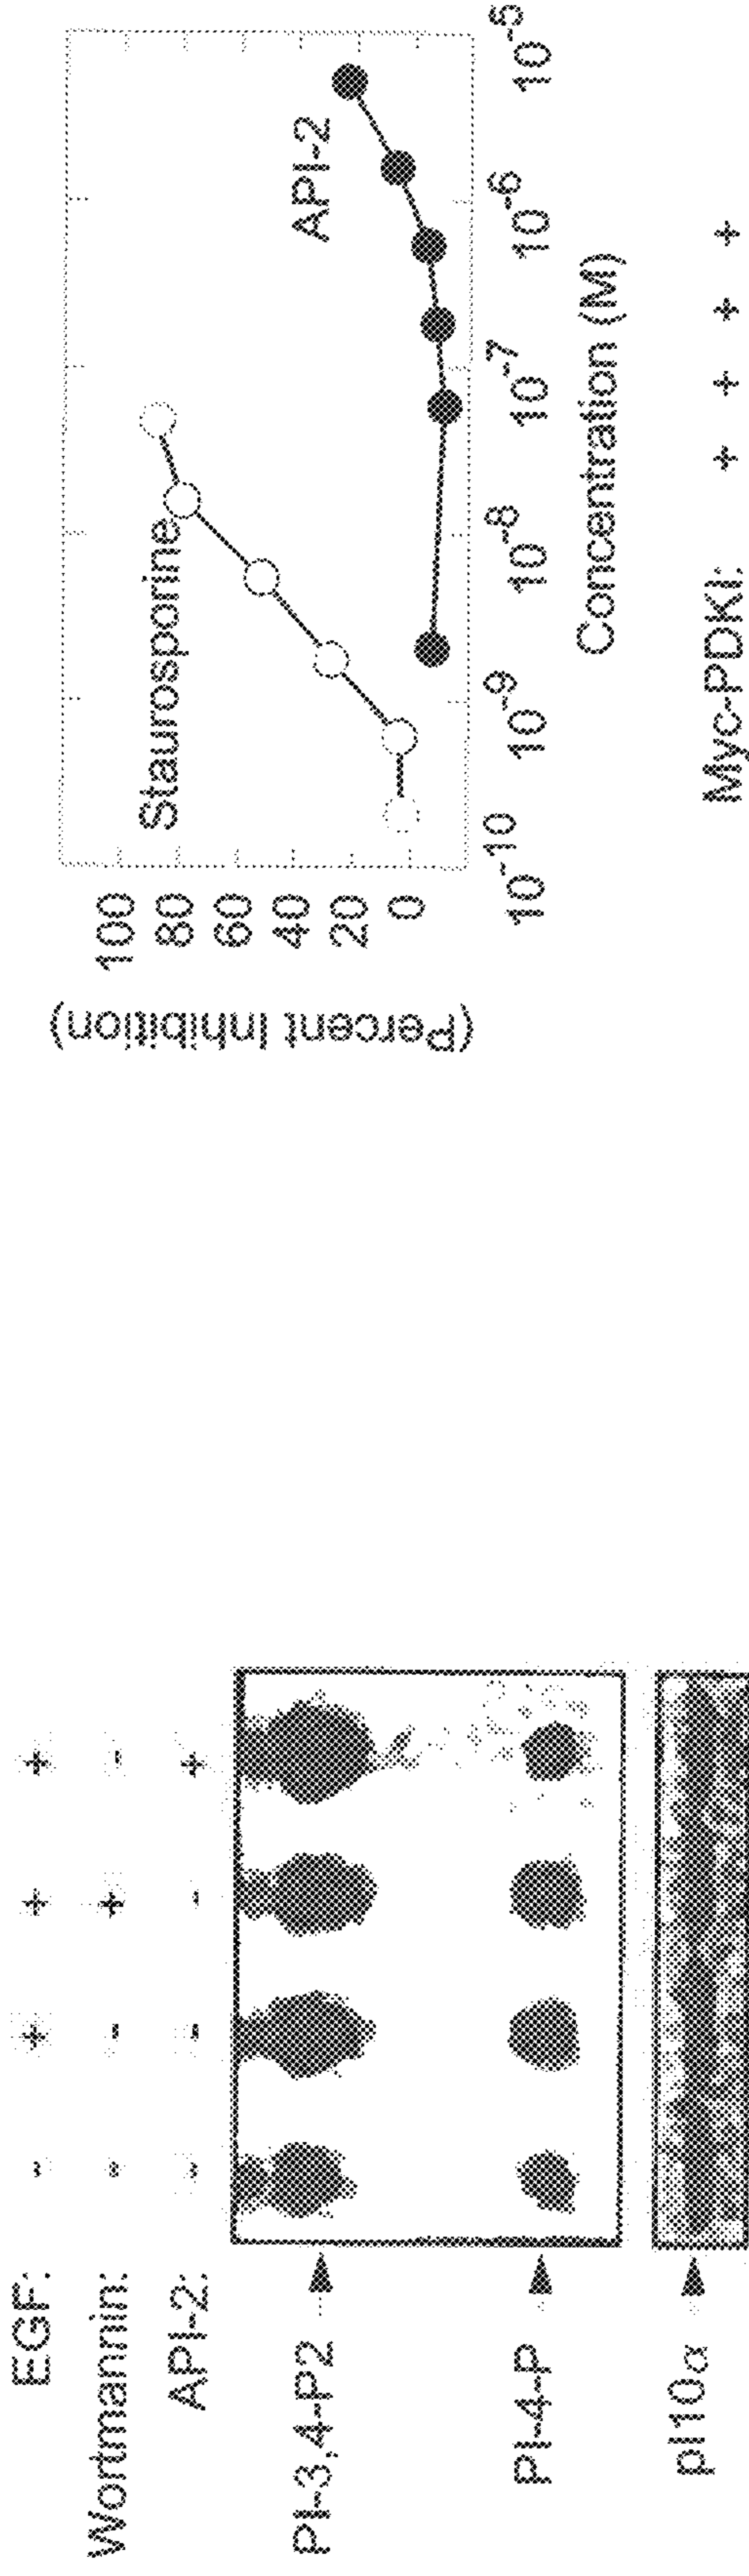 EGF: - + + +
Wortmannin: - - + -
API-2: - - - +
PI-3,4-P2
PI-4-P
p110α
(Percent Inhibition)
100
80
60
40
20
0
Staurosporine
API-2
10-10 10-9 10-8 10-7 10-6 10-5
Concentration (M)
Myc-PDKI: + + + +